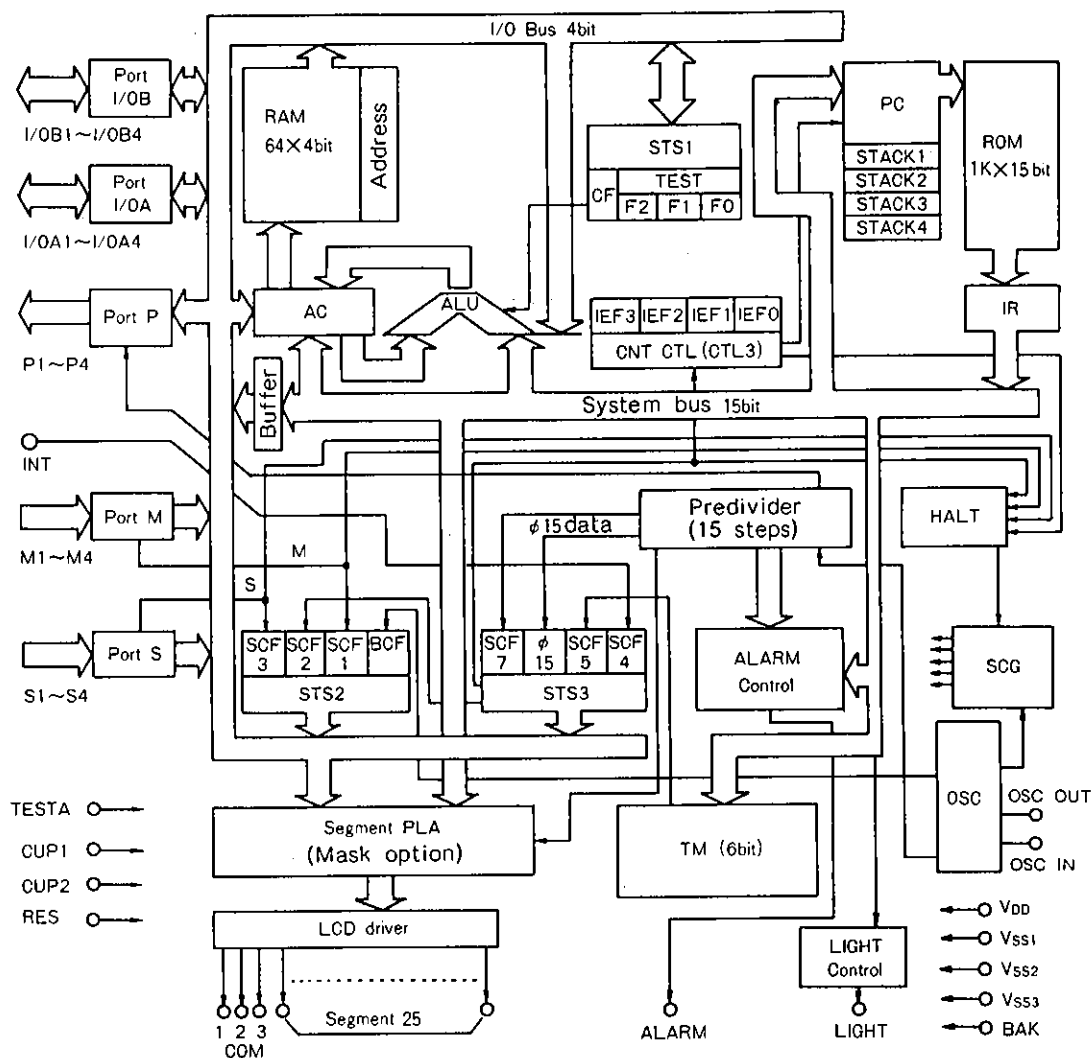 I/O Bus 4bit
Port
I/OB
I/OB1~I/OB4
RAM
64×4bit
Address
STS1
TEST
CF
F2
F1
F0
PC
STACK1
STACK2
STACK3
STACK4
ROM
1K×15bit
Port
I/OA
I/OA1~I/OA4
Port P
P1~P4
AC
ALU
IEF3
IEF2
IEF1
IEF0
CNT CTL (CTL3)
IR
Buffer
System bus 15bit
INT
Port M
M1~M4
M
φ15data
Predivider
(15 steps)
HALT
S
Port S
S1~S4
SCF
3
SCF
2
SCF
1
BCF
STS2
SCF
7
φ
15
SCF
5
SCF
4
STS3
ALARM
Control
SCG
TESTA
CUP1
CUP2
RES
Segment PLA
(Mask option)
TM (6bit)
OSC
OSC OUT
OSC IN
LCD driver
LIGHT
Control
VDD
VSS1
VSS2
VSS3
BAK
1
2
3
COM
Segment 25
ALARM
LIGHT